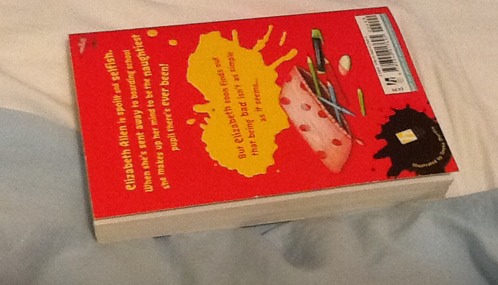 Elizabeth Allen is spoilt and selfish.
When she's sent away to boarding school
she makes up her mind to be the naughtiest
pupil there's ever been!
But Elizabeth soon finds out
that being bad isn't as simple
as it seems...
Illustrated by